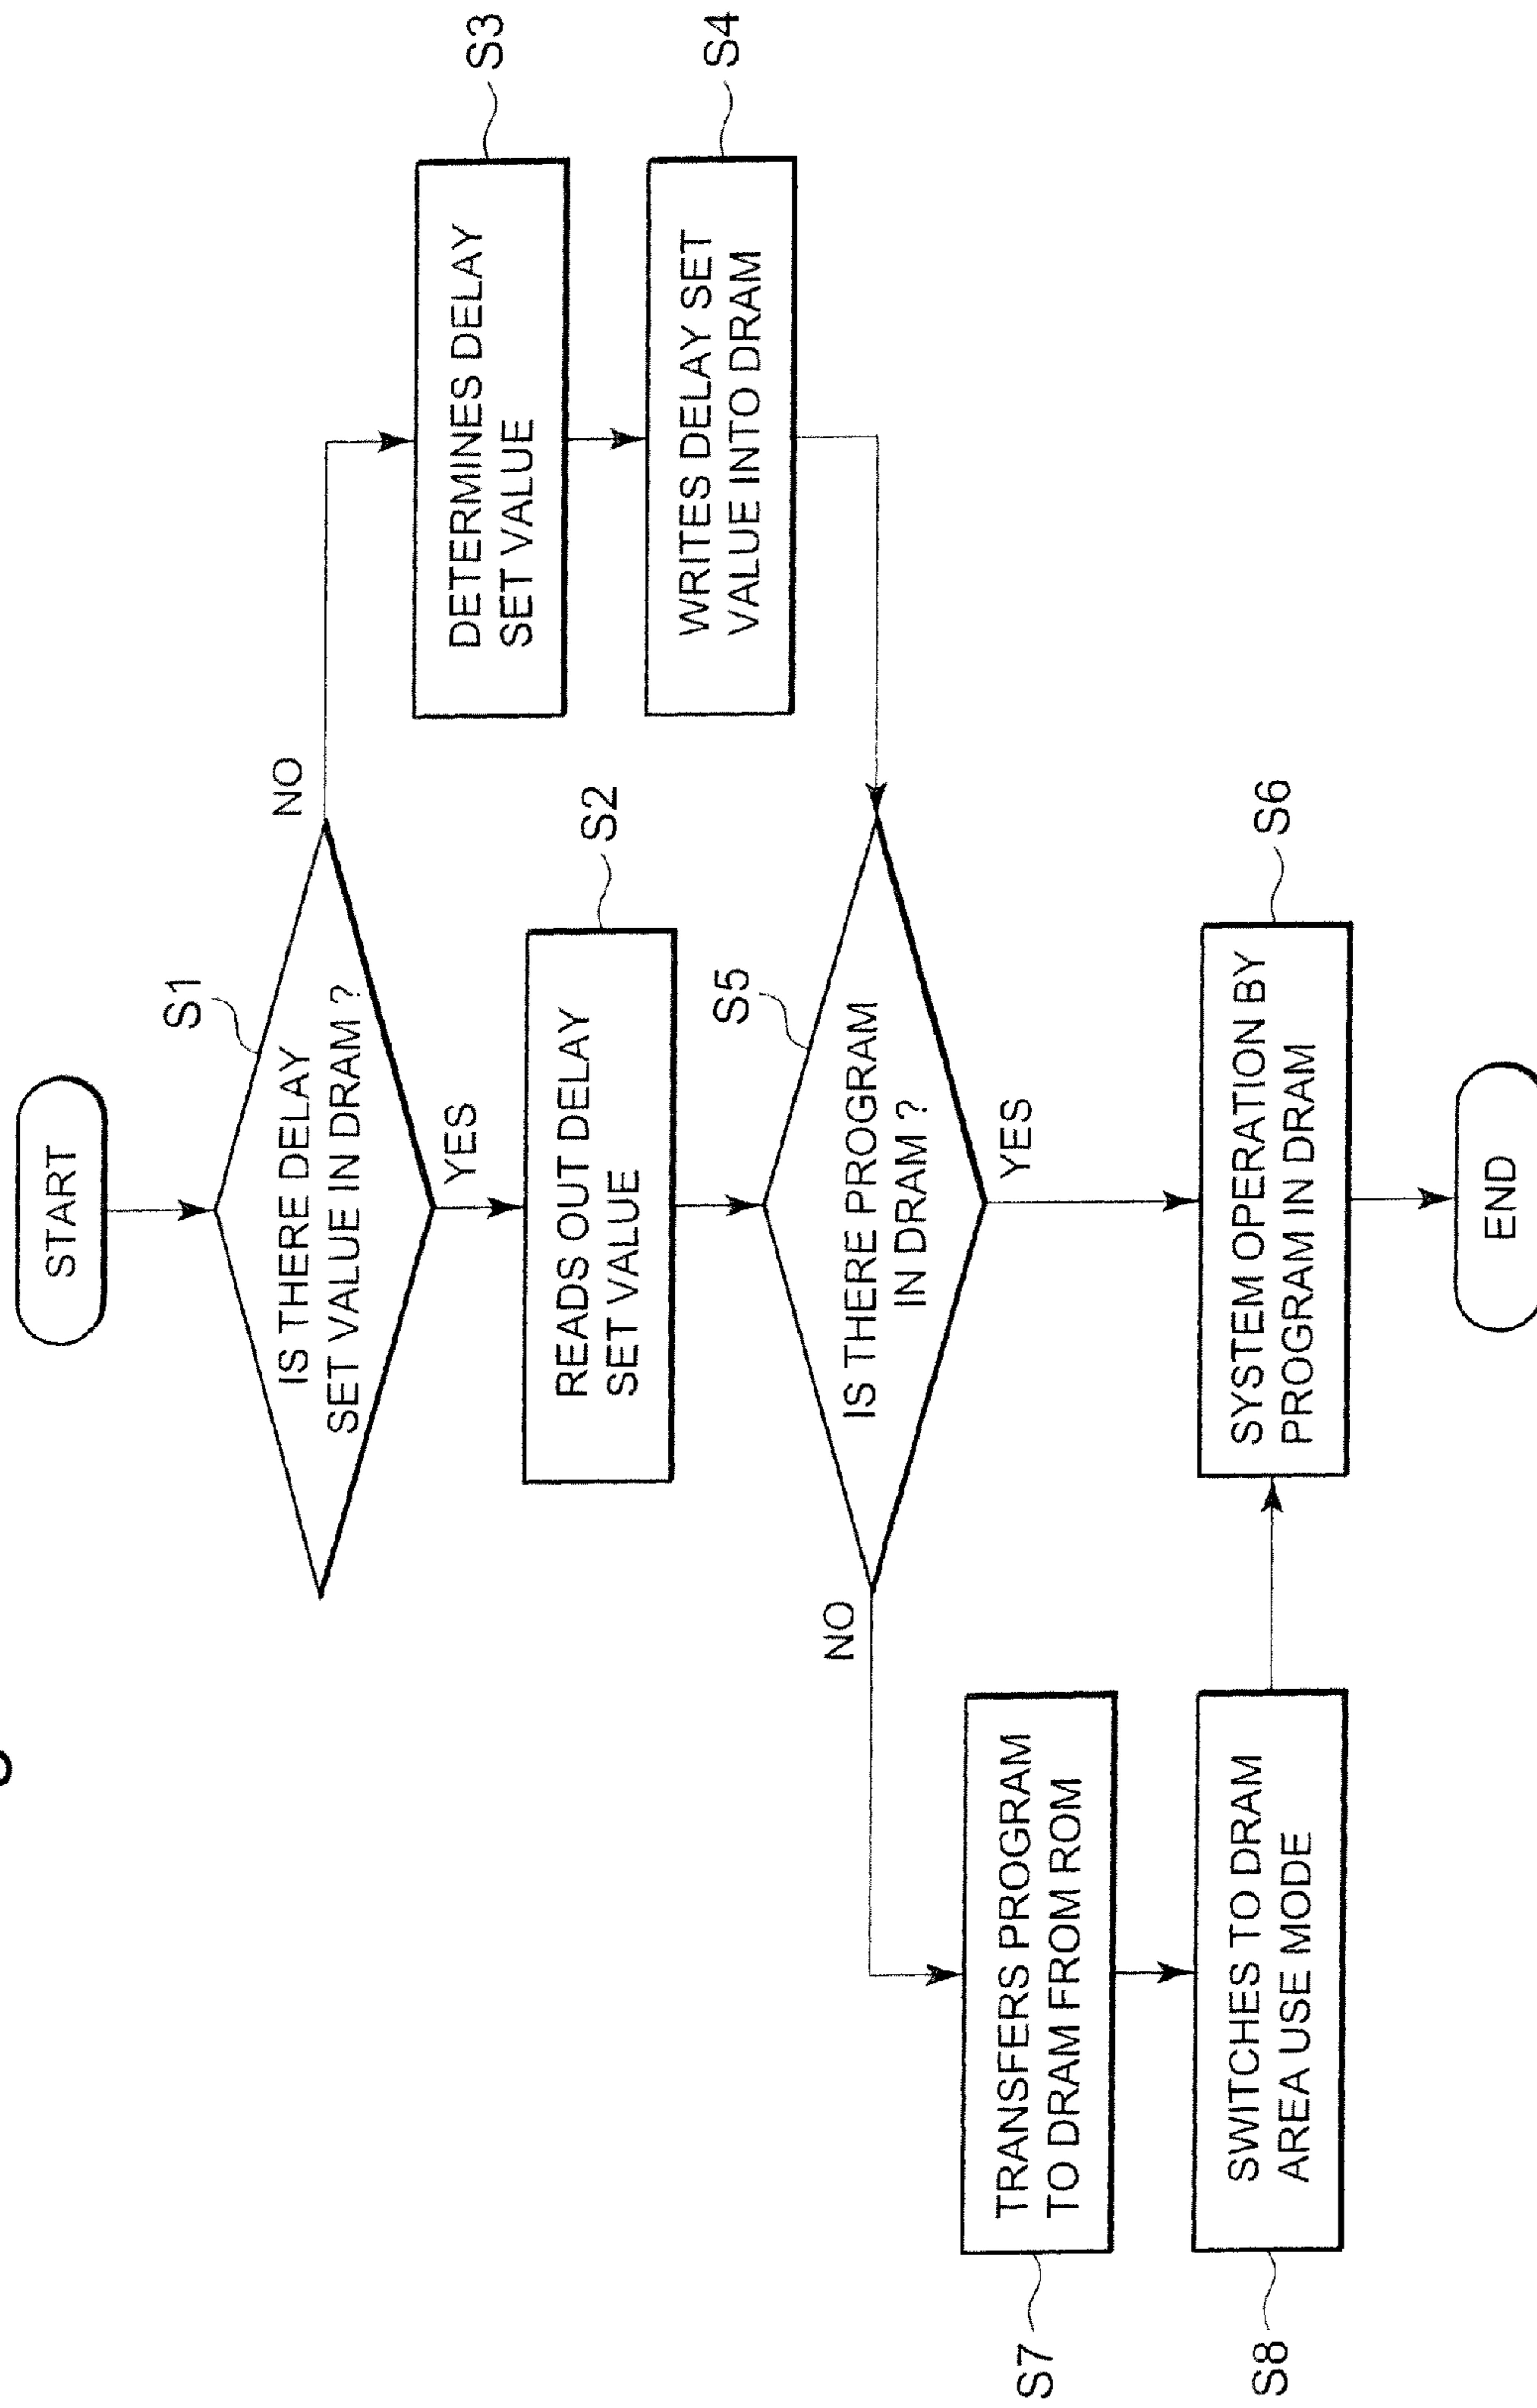 START
S1
IS THERE DELAY
SET VALUE IN DRAM ?
NO
YES
S3
DETERMINES DELAY
SET VALUE
S2
READS OUT DELAY
SET VALUE
S4
WRITES DELAY SET
VALUE INTO DRAM
S5
IS THERE PROGRAM
IN DRAM ?
NO
YES
S7
TRANSFERS PROGRAM
TO DRAM FROM ROM
S8
SWITCHES TO DRAM
AREA USE MODE
S6
SYSTEM OPERATION BY
PROGRAM IN DRAM
END